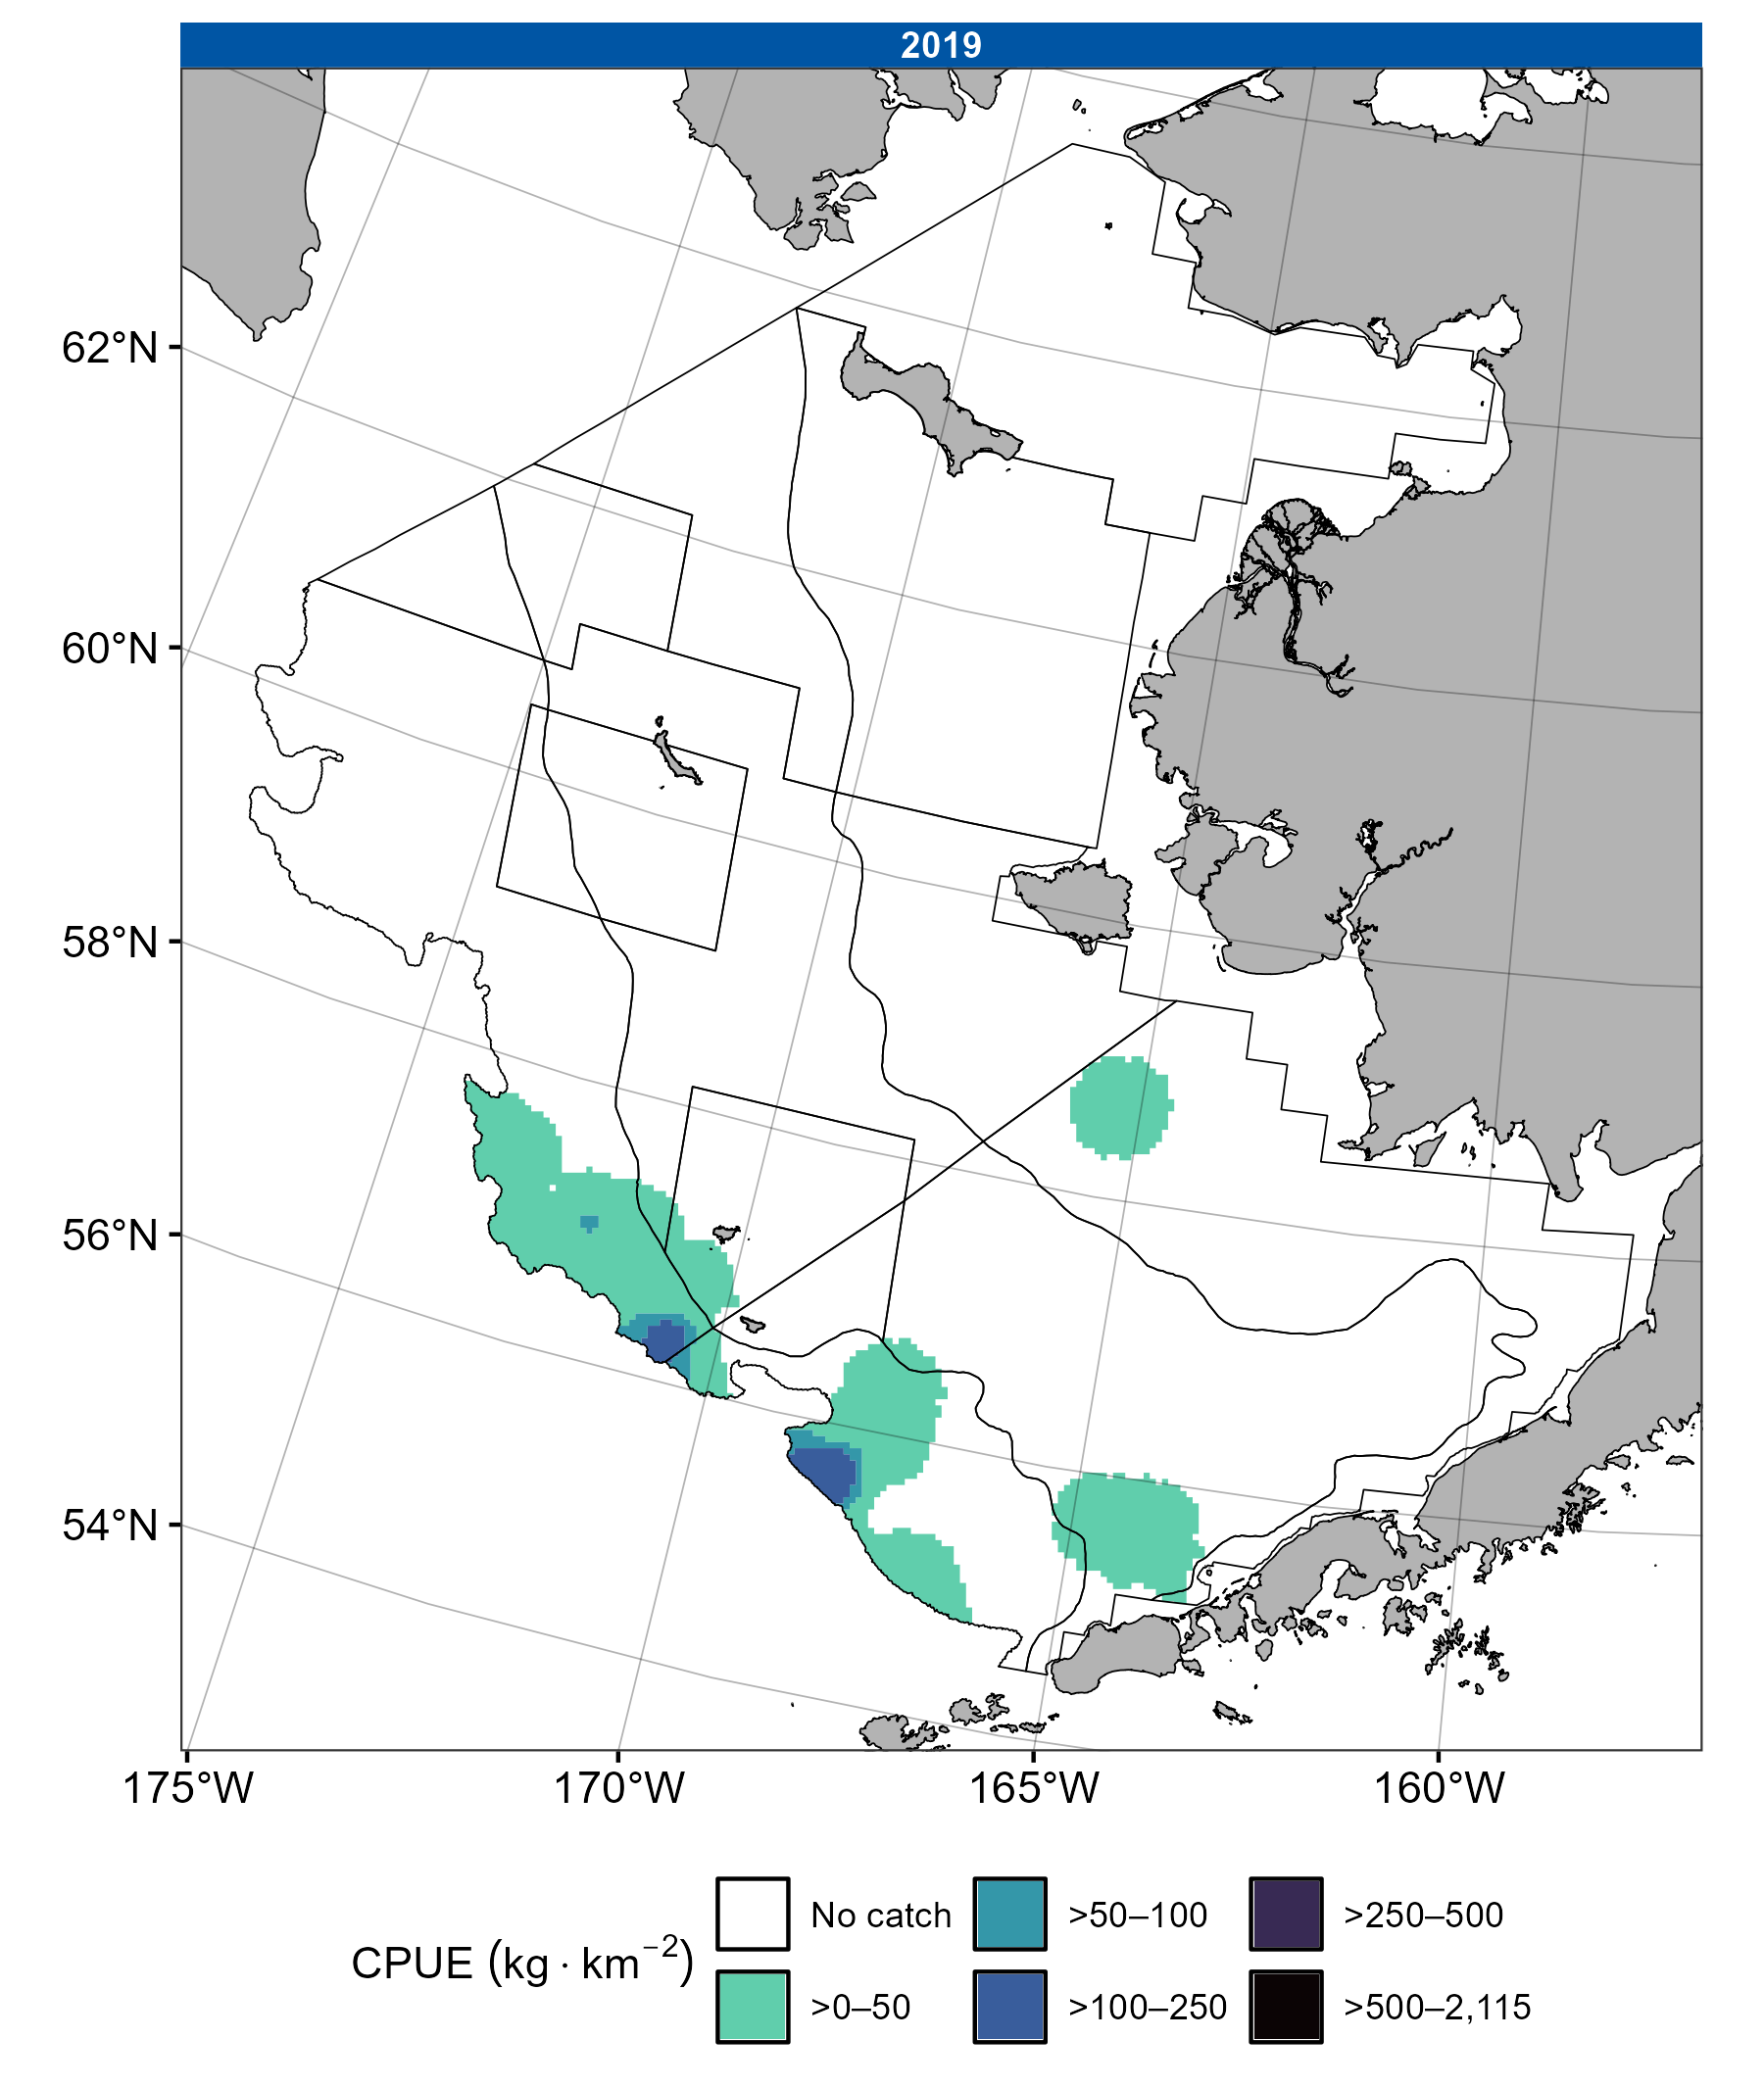 2019
62°N
60°N
58°N
56°N
54°N
175°W 170°W 165°W 160°W
CPUE (kg · km⁻²)
No catch >50–100 >250–500
>0–50 >100–250 >500–2,115